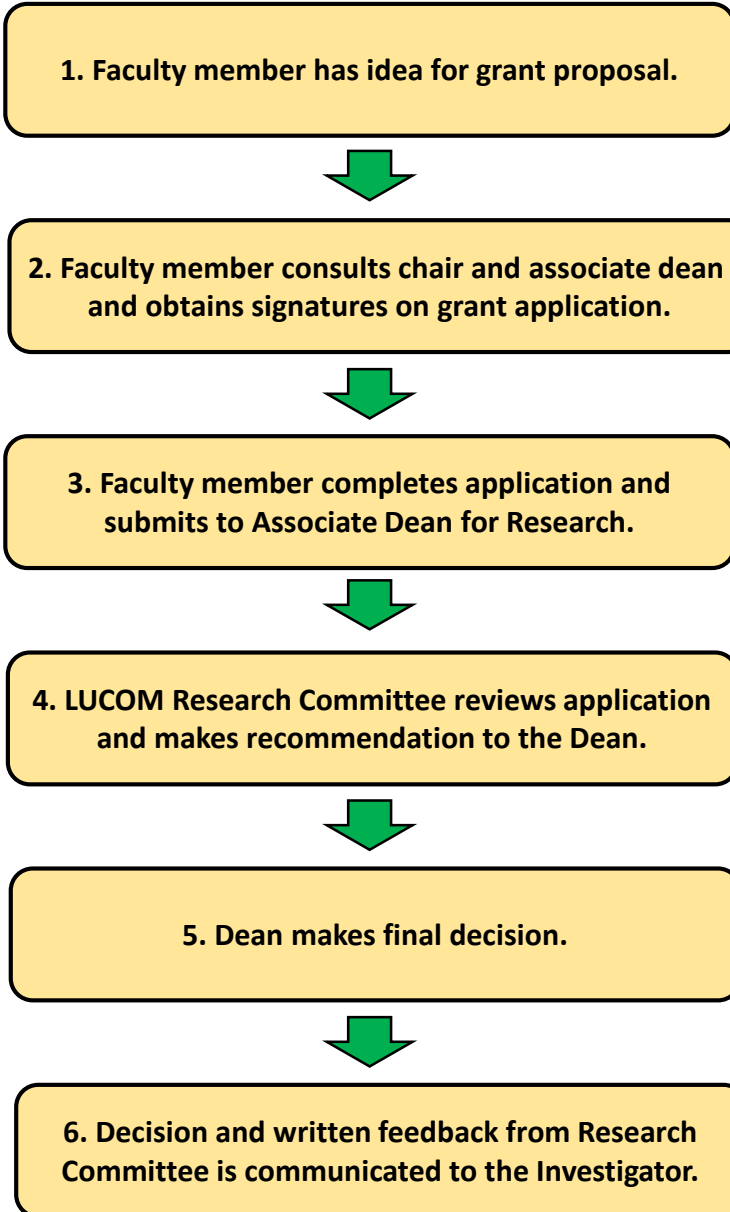 1. Faculty member has idea for grant proposal.
2. Faculty member consults chair and associate dean
and obtains signatures on grant application.
3. Faculty member completes application and
submits to Associate Dean for Research.
4. LUCOM Research Committee reviews application
and makes recommendation to the Dean.
5. Dean makes final decision.
6. Decision and written feedback from Research
Committee is communicated to the Investigator.